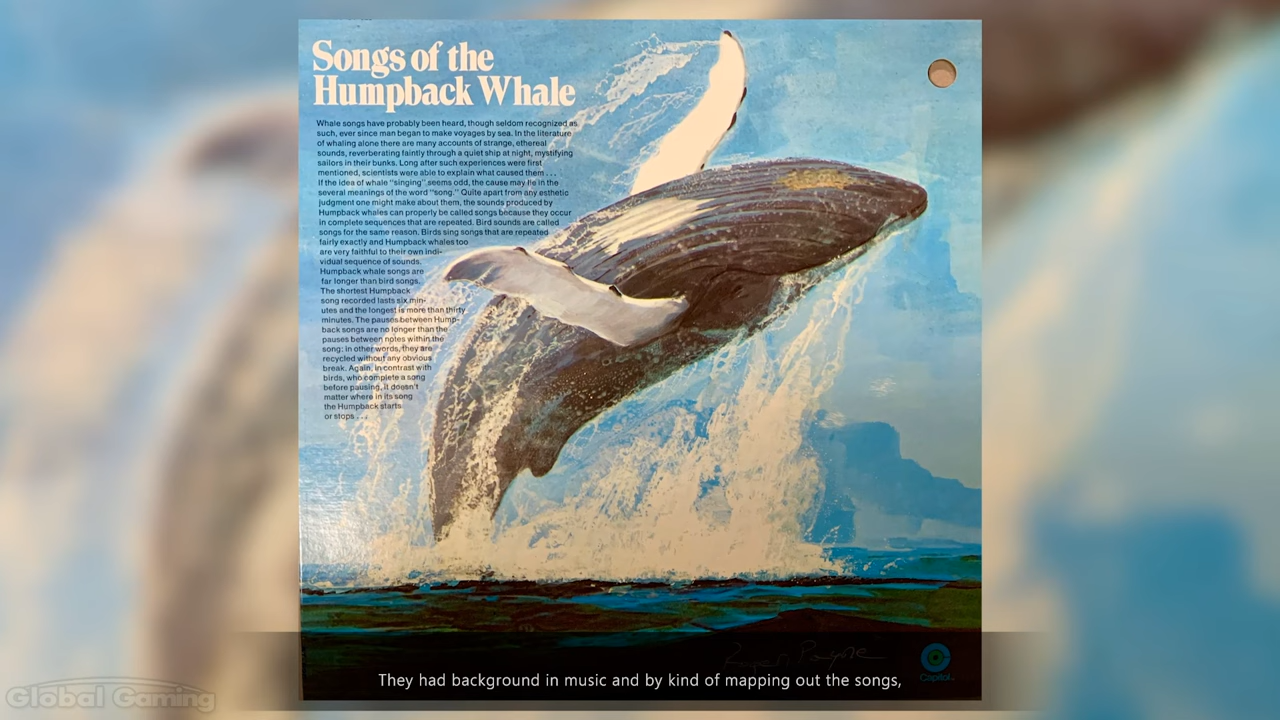 Songs of the
Humpback Whale
Whale songs have probably been heard, though seldom recognized as
such, ever since man began to make voyages by sea. In the literature
of whaling alone there are many accounts of strange, ethereal
sounds, reverberating faintly through a quiet ship at night, mystifying
sailors in their bunks. Long after such experiences were first
mentioned, scientists were able to explain what caused them . . .
If the idea of whale "singing" seems odd, the cause may lie in the
several meanings of the word "song." Quite apart from any esthetic
judgment one might make about them, the sounds produced by
Humpback whales can properly be called songs because they occur
in complete sequences that are repeated. Bird sounds are called
songs for the same reason. Birds sing songs that are repeated
fairly exactly and Humpback whales too
are very faithful to their own indi-
vidual sequence of sounds.
Humpback whale songs are
far longer than bird songs.
The shortest Humpback
song recorded lasts six min-
utes and the longest is more than thirty
minutes. The pauses between Hump-
back songs are no longer than the
pauses between notes within the
song: in other words, they are
recycled without any obvious
break. Again, in contrast with
birds, who complete a song
before pausing, it doesn't
matter where in its song
the Humpback starts
or stops . . .
Roger Payne
Capitol
They had background in music and by kind of mapping out the songs,
Global Gaming